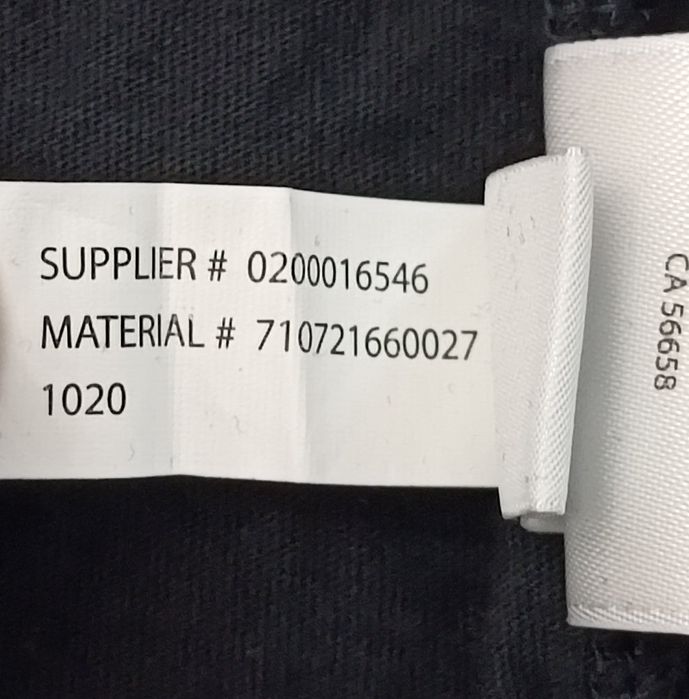 SUPPLIER # 0200016546
MATERIAL # 710721660027
1020
CA 56658